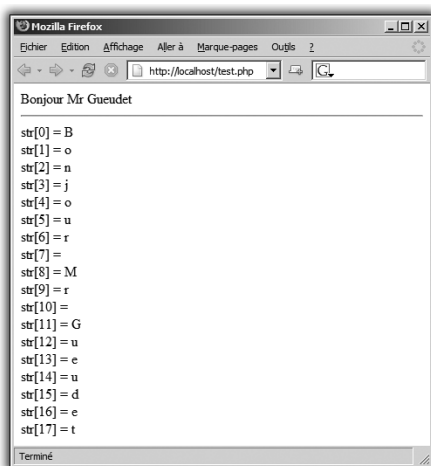 Mozilla Firefox
Fichier Edition Affichage Aller à Marque-pages Outils ?
http://localhost/test.php G
Bonjour Mr Gueudet
str[0] = B
str[1] = o
str[2] = n
str[3] = j
str[4] = o
str[5] = u
str[6] = r
str[7] =
str[8] = M
str[9] = r
str[10] =
str[11] = G
str[12] = u
str[13] = e
str[14] = u
str[15] = d
str[16] = e
str[17] = t
Terminé